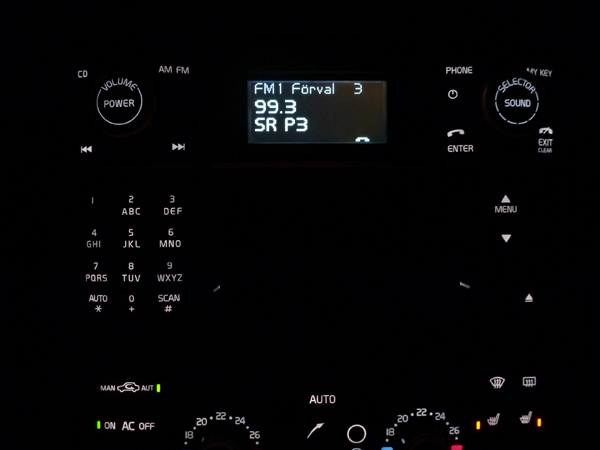 CD
AM FM
VOLUME
POWER
FM1 Förval 3
99.3
SR P3
PHONE
MY KEY
SELECTOR
SOUND
ENTER
EXIT
CLEAR
1 2 3
ABC DEF
4 5 6
GHI JKL MNO
7 8 9
PQRS TUV WXYZ
AUTO 0 SCAN
* + #
MENU
MAN AUT
ON AC OFF
AUTO
18 20 22 24 26
18 20 22 24 26